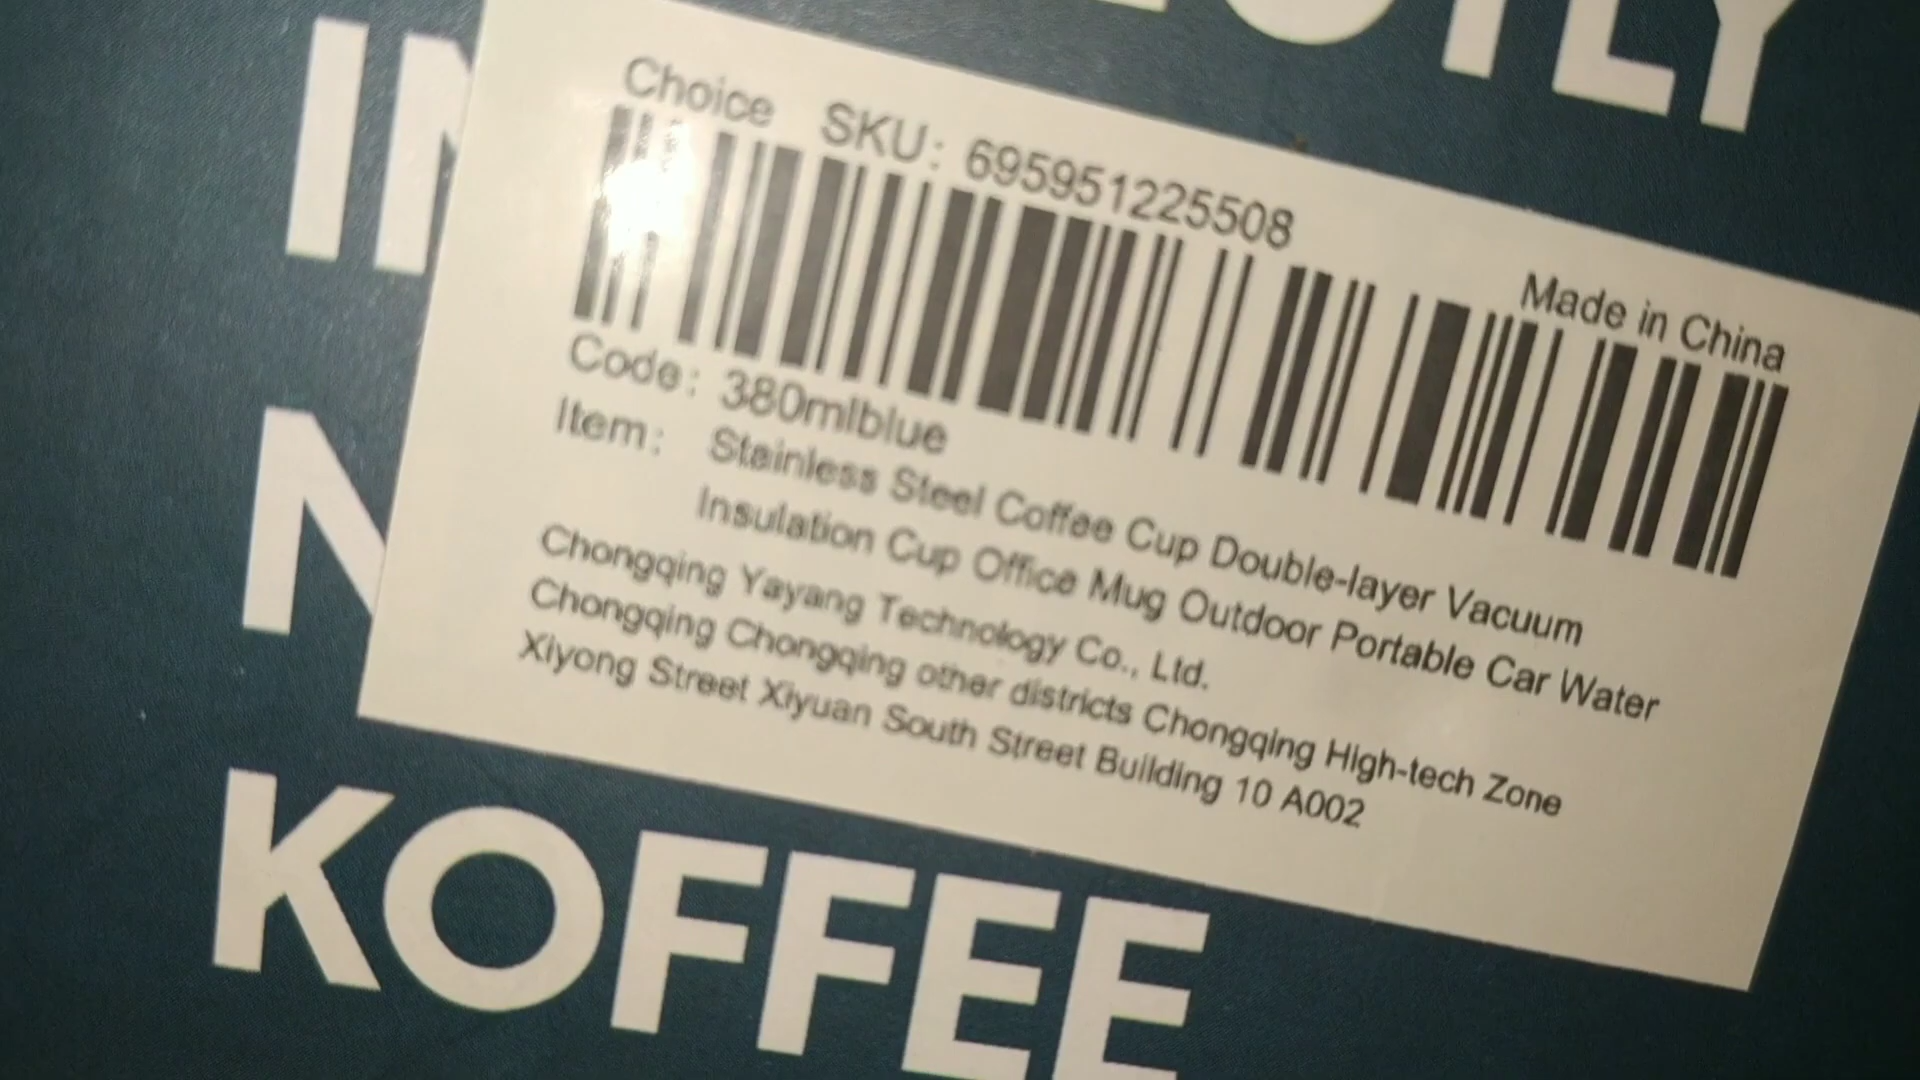 Choice SKU: 695951225508
Made in China
Code: 380mlblue
Item: Stainless Steel Coffee Cup Double-layer Vacuum
Insulation Cup Office Mug Outdoor Portable Car Water
Chongqing Yayang Technology Co., Ltd.
Chongqing Chongqing other districts Chongqing High-tech Zone
Xiyong Street Xiyuan South Street Building 10 A002
KOFFEE